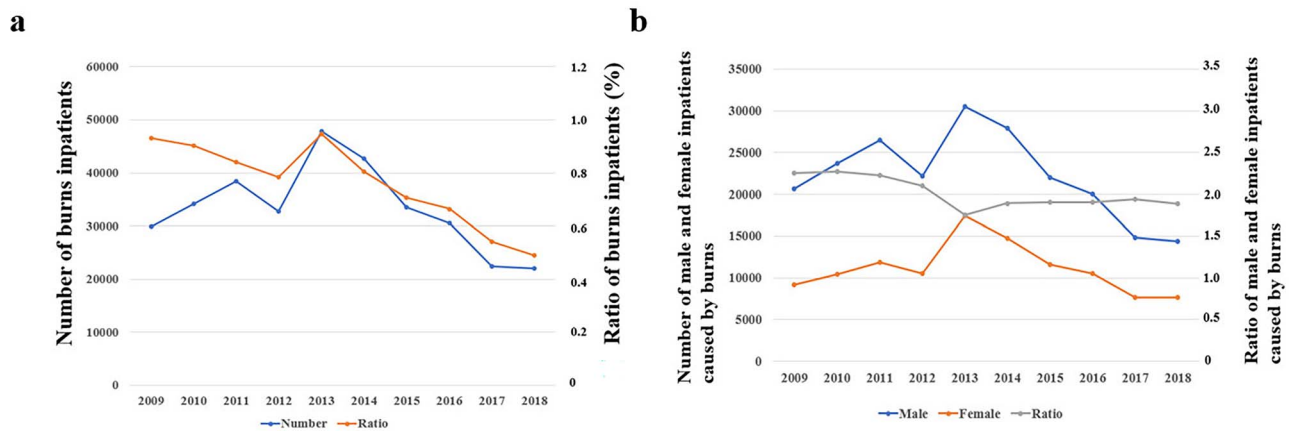 a
Number of burns inpatients
60000
50000
40000
30000
20000
10000
0
1.2
1.0
0.8
0.6
0.4
0.2
0
Ratio of burns inpatients (%)
2009 2010 2011 2012 2013 2014 2015 2016 2017 2018
Number Ratio
b
Number of male and female inpatients
caused by burns
35000
30000
25000
20000
15000
10000
5000
0
3.5
3.0
2.5
2.0
1.5
1.0
0.5
0
Ratio of male and female inpatients
caused by burns
2009 2010 2011 2012 2013 2014 2015 2016 2017 2018
Male Female Ratio